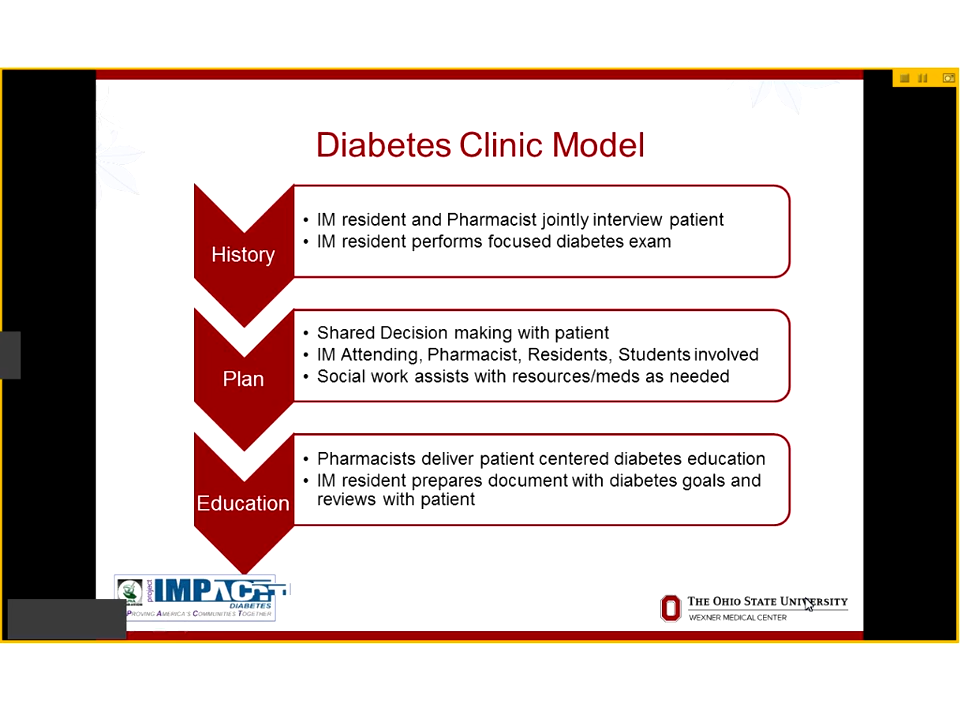 Diabetes Clinic Model
History
• IM resident and Pharmacist jointly interview patient
• IM resident performs focused diabetes exam
Plan
• Shared Decision making with patient
• IM Attending, Pharmacist, Residents, Students involved
• Social work assists with resources/meds as needed
Education
• Pharmacists deliver patient centered diabetes education
• IM resident prepares document with diabetes goals and
reviews with patient
project
IMPACT
DIABETES
PROVING AMERICA'S COMMUNITIES TOGETHER
THE OHIO STATE UNIVERSITY
WEXNER MEDICAL CENTER